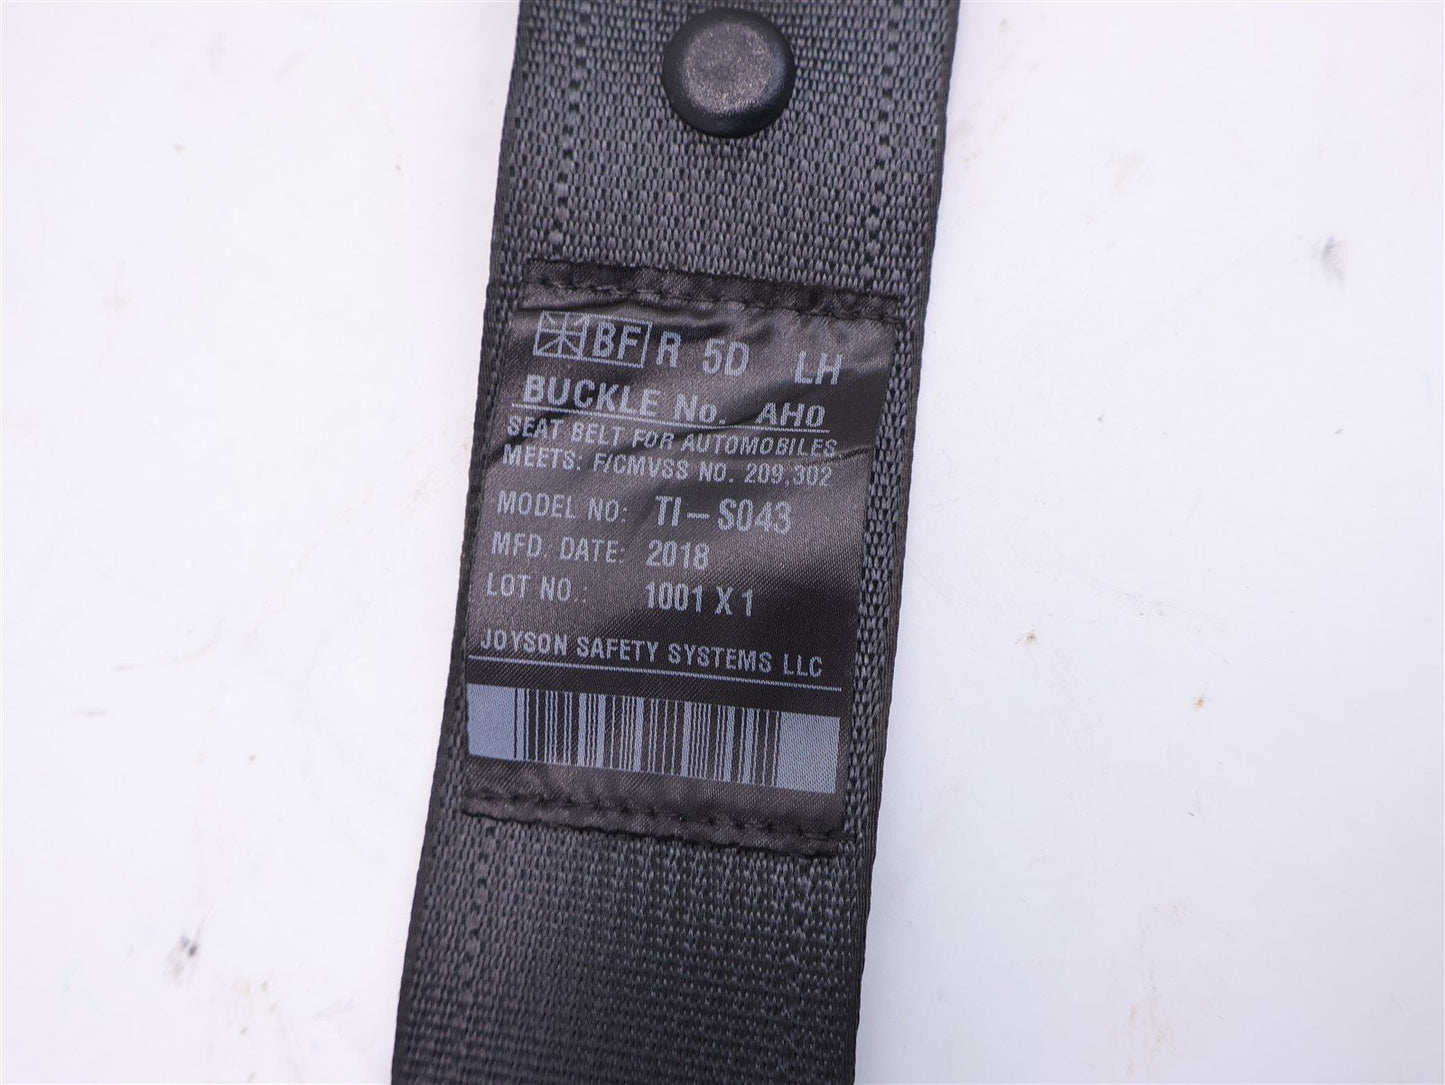 BF R 5D LH
BUCKLE No. AH0
SEAT BELT FOR AUTOMOBILES
MEETS: F/CMVSS NO. 209,302
MODEL NO: TI-S043
MFD. DATE: 2018
LOT NO.: 1001 X 1
JOYSON SAFETY SYSTEMS LLC